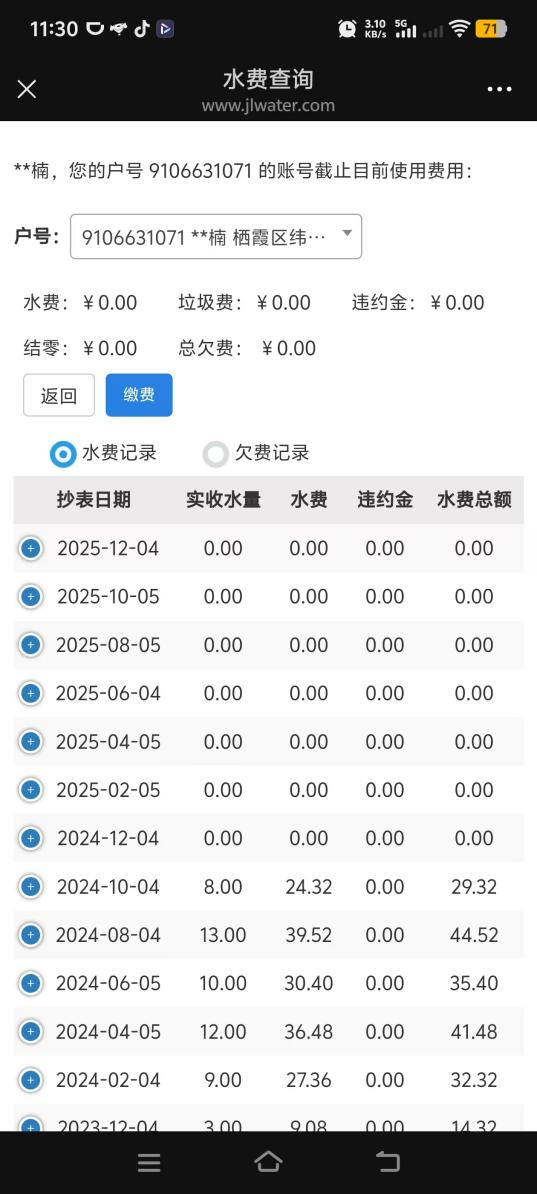 11:30 3.10 KB/s 5G 71
水费查询
www.jlwater.com
**楠，您的户号 9106631071 的账号截止目前使用费用：
户号： 9106631071 **楠 栖霞区纬···
水费：￥0.00 垃圾费：￥0.00 违约金：￥0.00
结零：￥0.00 总欠费：￥0.00
返回 缴费
水费记录 欠费记录
抄表日期 实收水量 水费 违约金 水费总额
2025-12-04 0.00 0.00 0.00 0.00
2025-10-05 0.00 0.00 0.00 0.00
2025-08-05 0.00 0.00 0.00 0.00
2025-06-04 0.00 0.00 0.00 0.00
2025-04-05 0.00 0.00 0.00 0.00
2025-02-05 0.00 0.00 0.00 0.00
2024-12-04 0.00 0.00 0.00 0.00
2024-10-04 8.00 24.32 0.00 29.32
2024-08-04 13.00 39.52 0.00 44.52
2024-06-05 10.00 30.40 0.00 35.40
2024-04-05 12.00 36.48 0.00 41.48
2024-02-04 9.00 27.36 0.00 32.32
2023-12-04 3.00 9.08 0.00 14.32